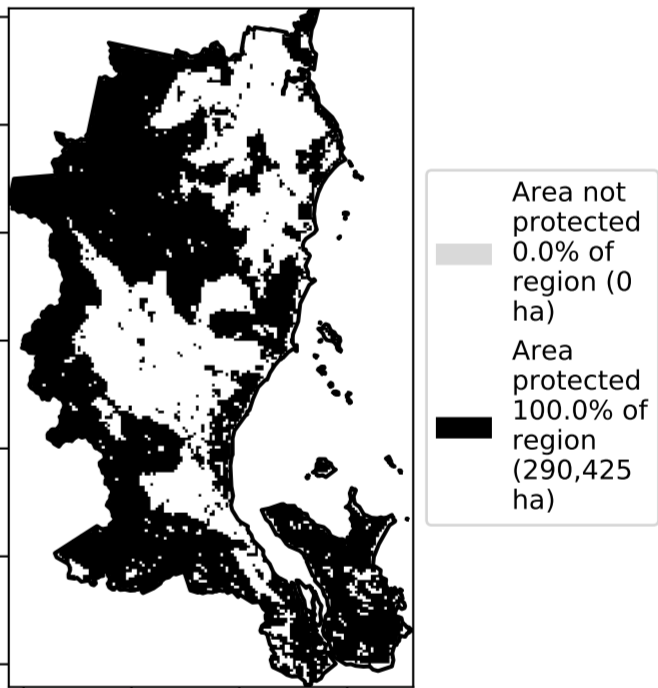 Area not
protected
0.0% of
region (0
ha)
Area
protected
100.0% of
region
(290,425
ha)